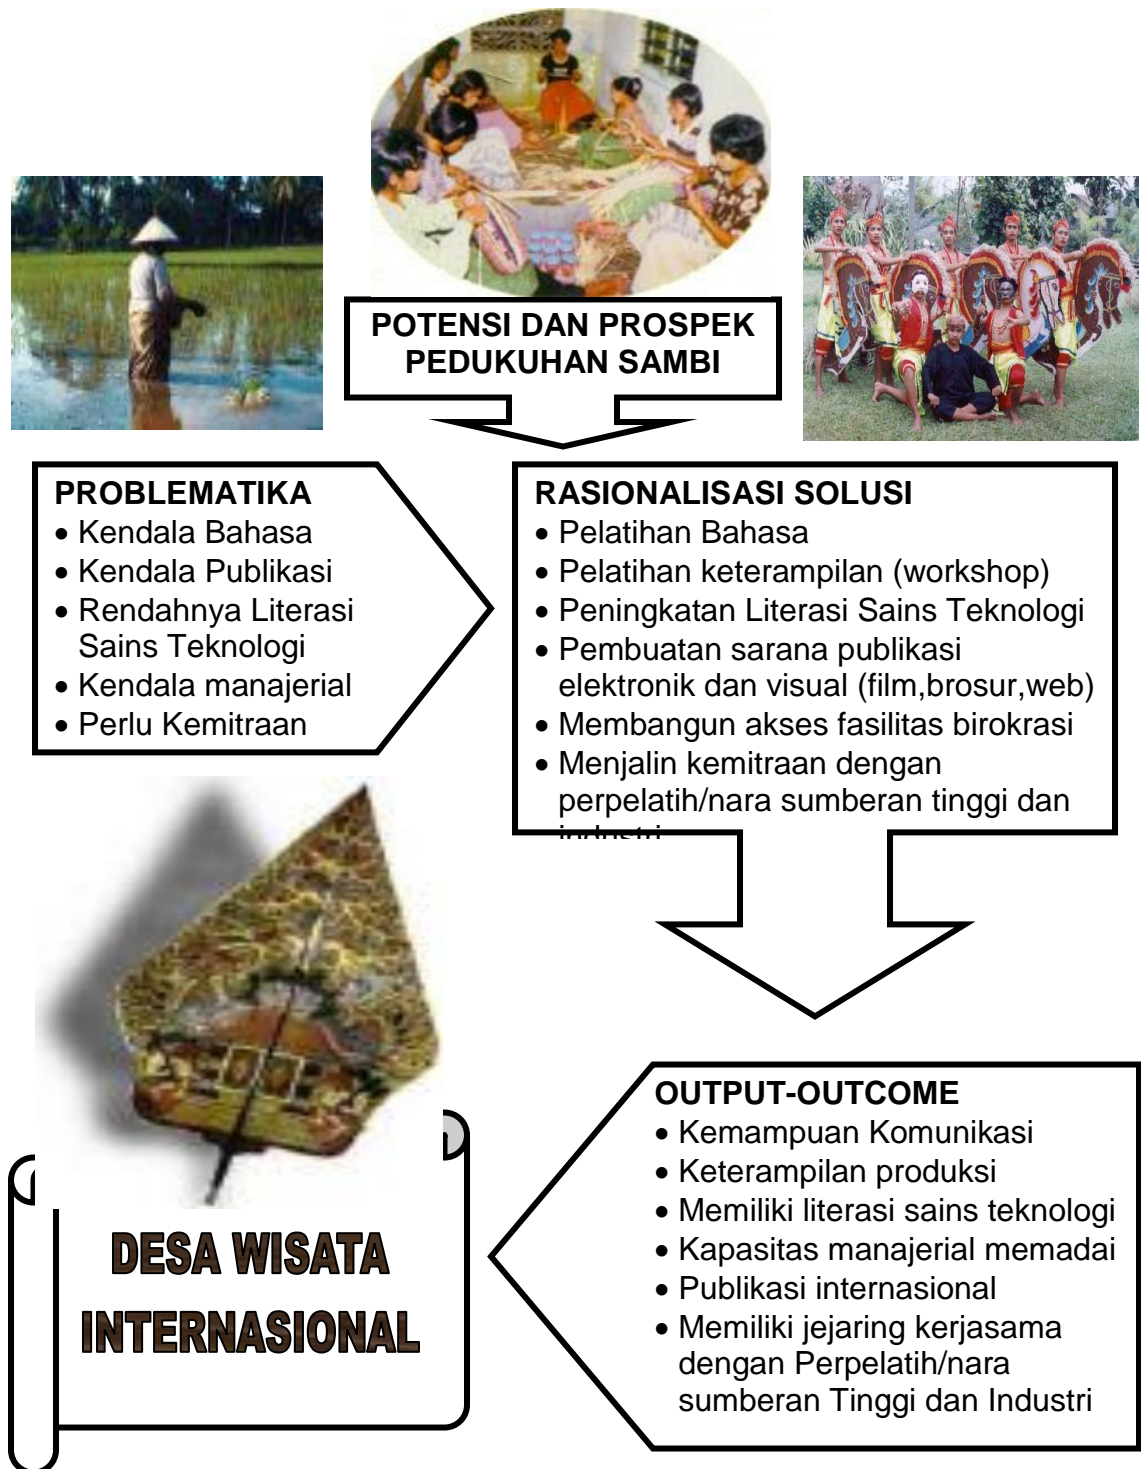 POTENSI DAN PROSPEK
PEDUKUHAN SAMBI
PROBLEMATIKA
• Kendala Bahasa
• Kendala Publikasi
• Rendahnya Literasi
Sains Teknologi
• Kendala manajerial
• Perlu Kemitraan
RASIONALISASI SOLUSI
• Pelatihan Bahasa
• Pelatihan keterampilan (workshop)
• Peningkatan Literasi Sains Teknologi
• Pembuatan sarana publikasi
elektronik dan visual (film,brosur,web)
• Membangun akses fasilitas birokrasi
• Menjalin kemitraan dengan
perpelatih/nara sumberan tinggi dan
industri
OUTPUT-OUTCOME
• Kemampuan Komunikasi
• Keterampilan produksi
• Memiliki literasi sains teknologi
• Kapasitas manajerial memadai
• Publikasi internasional
• Memiliki jejaring kerjasama
dengan Perpelatih/nara
sumberan Tinggi dan Industri
DESA WISATA
INTERNASIONAL